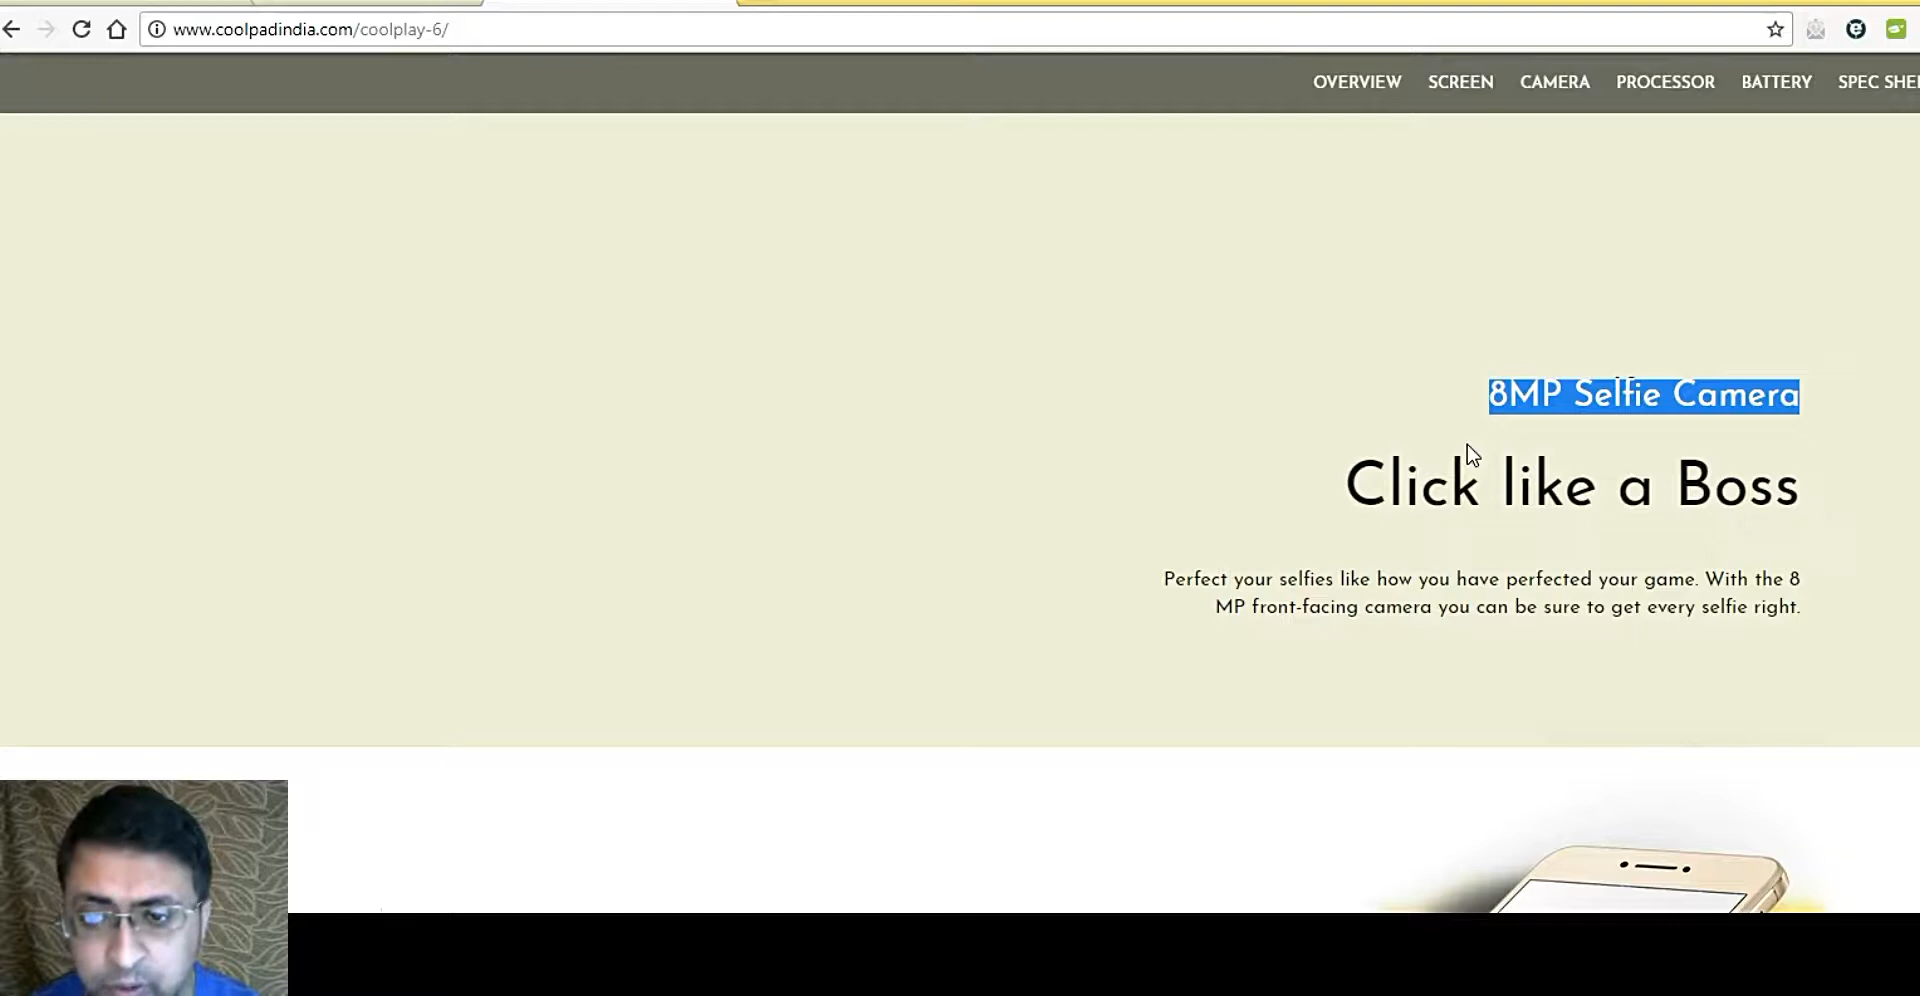 www.coolpadindia.com/coolplay-6/
OVERVIEW SCREEN CAMERA PROCESSOR BATTERY SPEC SHEE
8MP Selfie Camera
Click like a Boss
Perfect your selfies like how you have perfected your game. With the 8
MP front-facing camera you can be sure to get every selfie right.